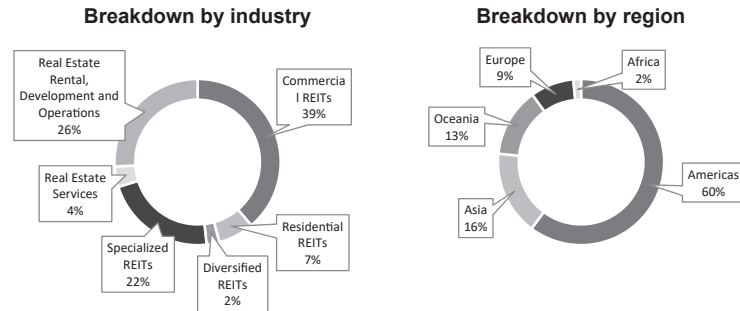 Breakdown by industry
Real Estate
Rental,
Development and
Operations
26%
Commercia
l REITs
39%
Real Estate
Services
4%
Residential
REITs
7%
Specialized
REITs
22%
Diversified
REITs
2%
Breakdown by region
Europe
9%
Africa
2%
Oceania
13%
Americas
60%
Asia
16%